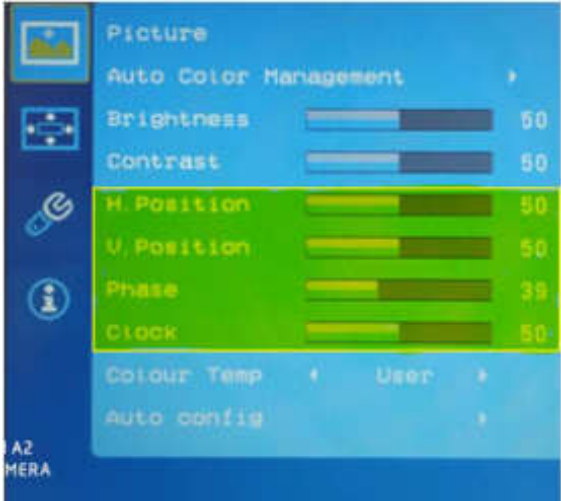 Picture
Auto Color Management
Brightness 50
Contrast 50
H.Position 50
V.Position 50
Phase 39
Clock 50
Colour Temp User
Auto config
A2
MERA